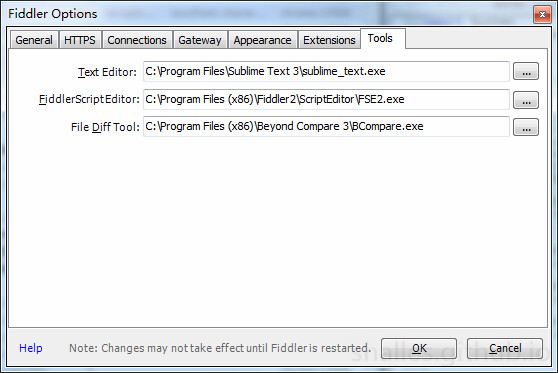 Fiddler Options
General HTTPS Connections Gateway Appearance Extensions Tools
Text Editor: C:\Program Files\Sublime Text 3\sublime_text.exe ...
FiddlerScript Editor: C:\Program Files (x86)\Fiddler2\ScriptEditor\FSE2.exe ...
File Diff Tool: C:\Program Files (x86)\Beyond Compare 3\BCompare.exe ...
Help Note: Changes may not take effect until Fiddler is restarted. OK Cancel